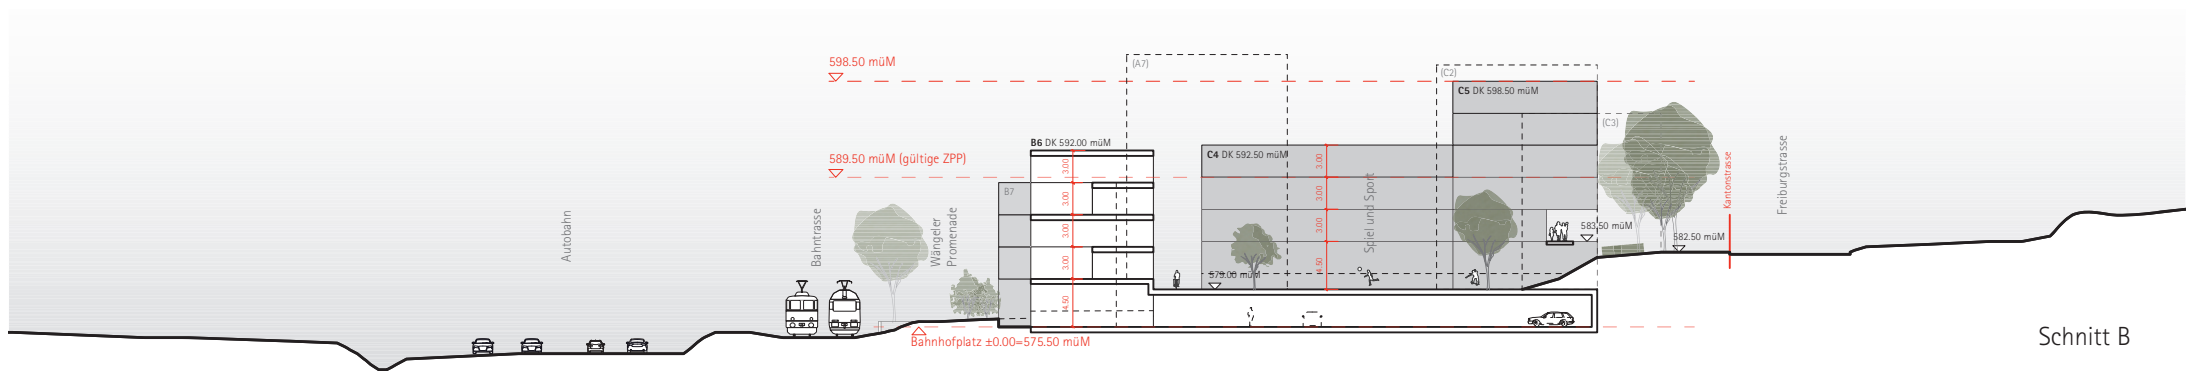 598.50 müM
(A7)
(C2)
C5 DK 598.50 müM
(C3)
B6 DK 592.00 müM
589.50 müM (gültige ZPP)
C4 DK 592.50 müM
3.00
3.00
3.00
3.00
4.50
3.00
3.00
3.00
4.50
B7
Autobahn
Bahntrasse
Wangeler
Promenade
Spiel und Sport
Kantonstrasse
Freiburgstrasse
583.50 müM
582.50 müM
579.00 müM
Bahnhofplatz ±0.00=575.50 müM
Schnitt B